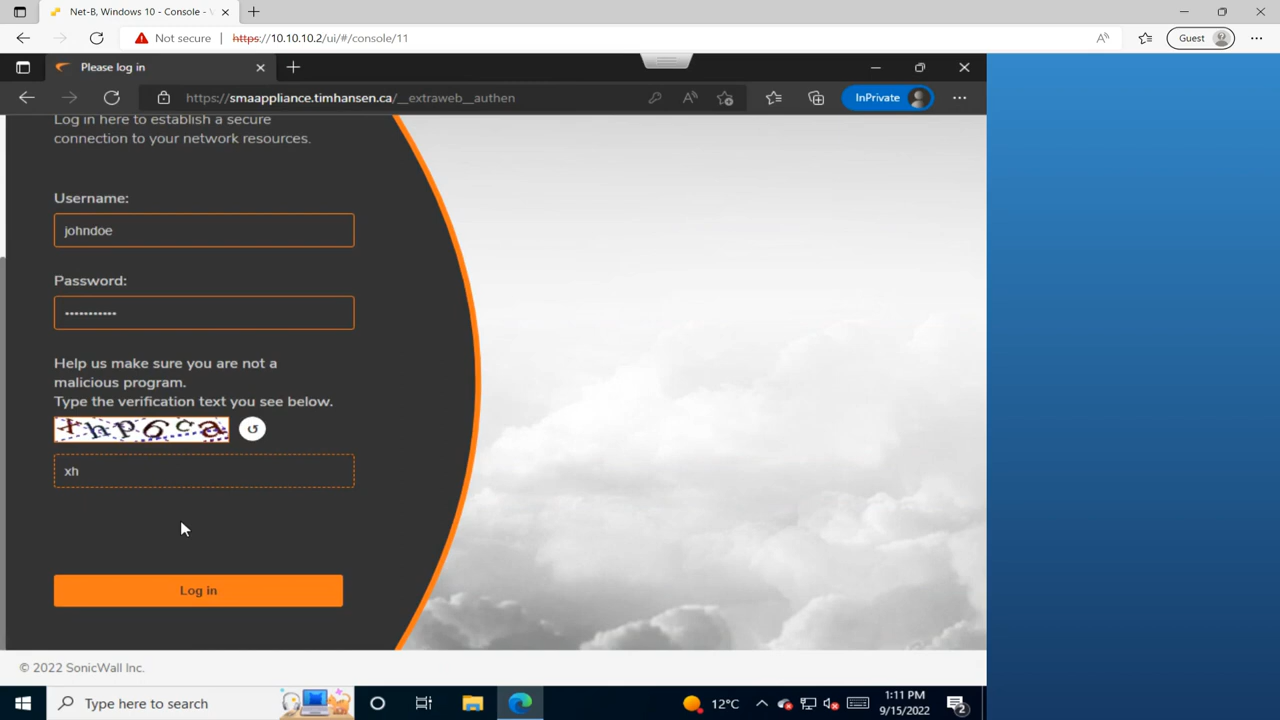 Net-B, Windows 10 - Console - \
Not secure
https://10.10.10.2/ui/#/console/11
Guest
Please log in
https://smaappliance.timhansen.ca/__extraweb__authen
InPrivate
Log in here to establish a secure
connection to your network resources.
Username:
johndoe
Password:
Help us make sure you are not a
malicious program.
Type the verification text you see below.
xhp6ca
xh
Log in
© 2022 SonicWall Inc.
Type here to search
12°C
1:11 PM
9/15/2022
2